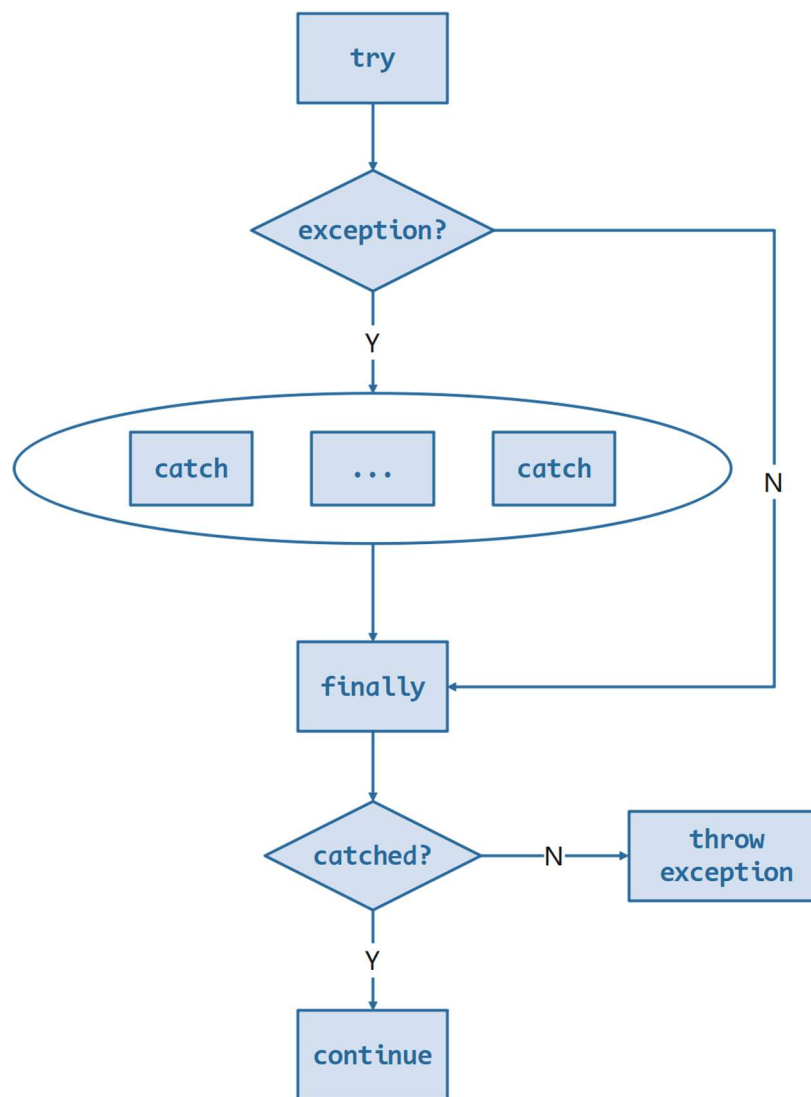 try
exception?
Y
catch
...
catch
N
finally
catched?
N
throw
exception
Y
continue